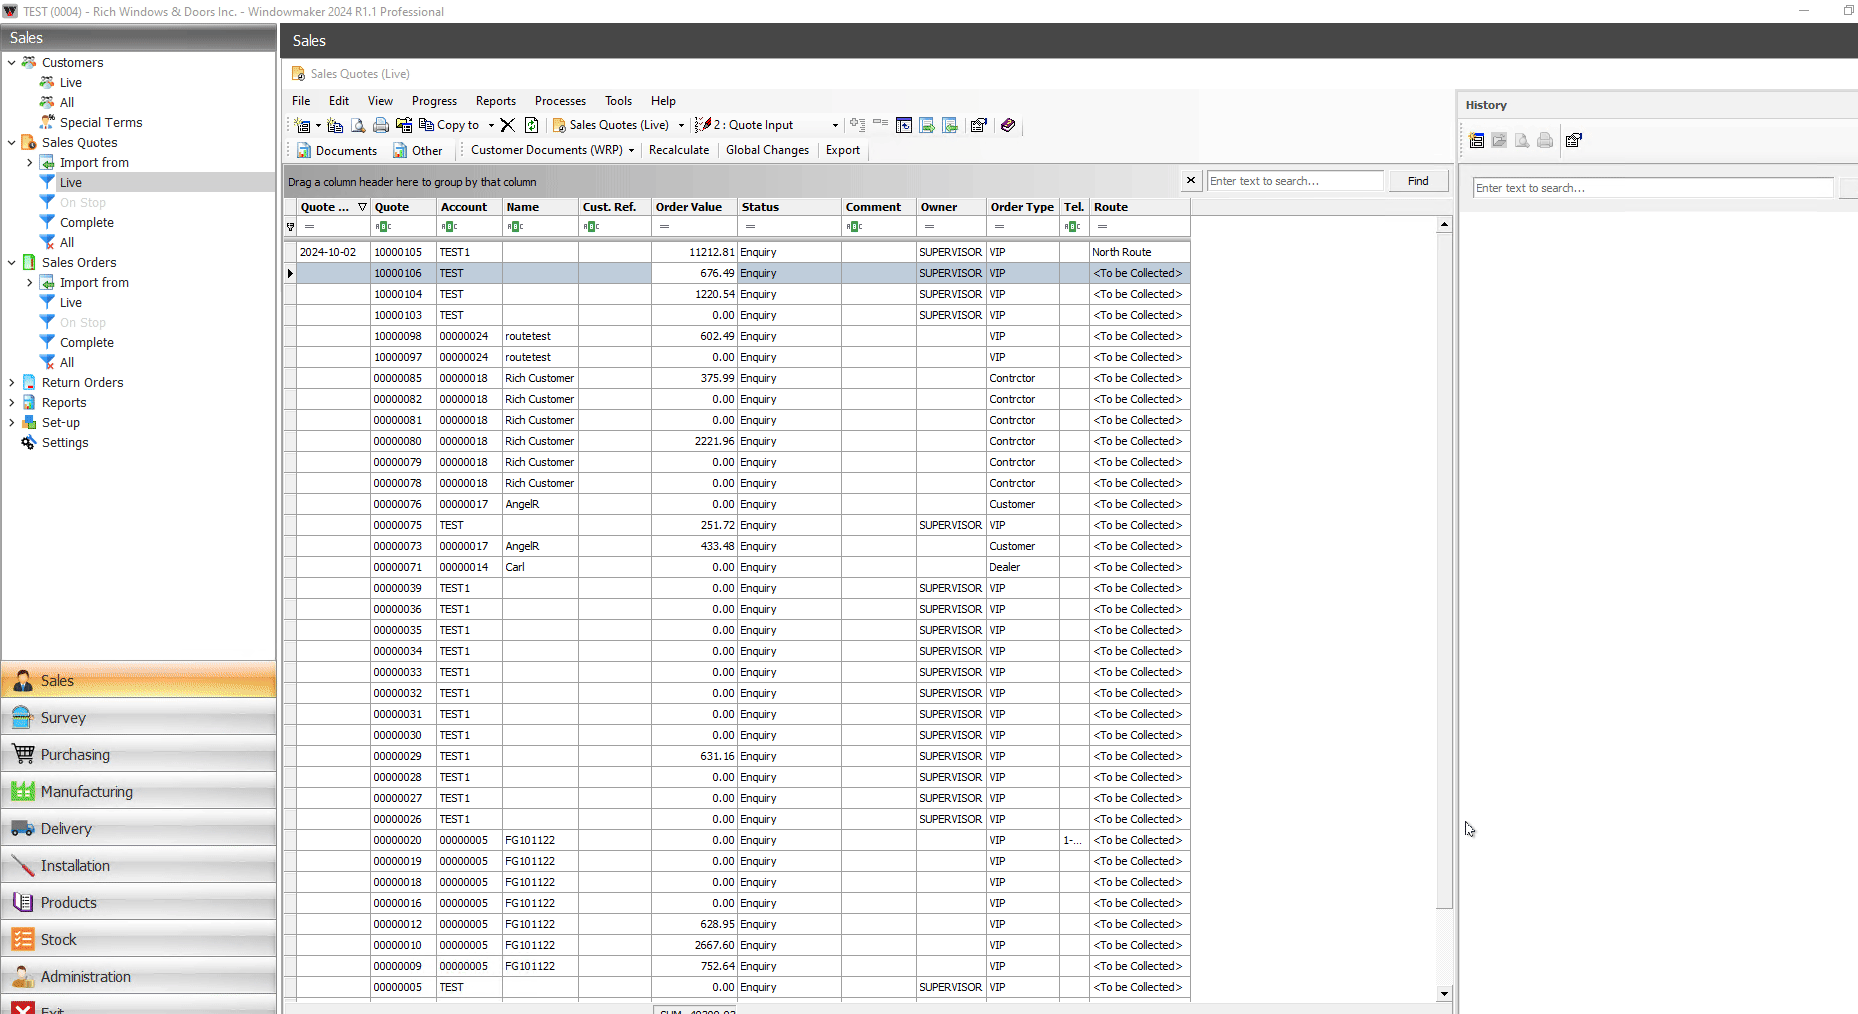 TEST (0004) - Rich Windows & Doors Inc. - Windowmaker 2024 R1.1 Professional
Sales
Customers
Live
All
Special Terms
Sales Quotes
Import from
Live
On Stop
Complete
All
Sales Orders
Import from
Live
On Stop
Complete
All
Return Orders
Reports
Set-up
Settings
Sales
Survey
Purchasing
Manufacturing
Delivery
Installation
Products
Stock
Administration
Exit
Sales
Sales Quotes (Live)
File Edit View Progress Reports Processes Tools Help
Copy to Sales Quotes (Live) 2 : Quote Input
Documents Other Customer Documents (WRP) Recalculate Global Changes Export
Drag a column header here to group by that column Enter text to search... Find
Quote ... Quote Account Name Cust. Ref. Order Value Status Comment Owner Order Type Tel. Route
= ABC ABC ABC ABC = = ABC = = ABC =
2024-10-02 10000105 TEST1 11212.81 Enquiry SUPERVISOR VIP North Route
10000106 TEST 676.49 Enquiry SUPERVISOR VIP <To be Collected>
10000104 TEST 1220.54 Enquiry SUPERVISOR VIP <To be Collected>
10000103 TEST 0.00 Enquiry SUPERVISOR VIP <To be Collected>
10000098 00000024 routetest 602.49 Enquiry VIP <To be Collected>
10000097 00000024 routetest 0.00 Enquiry VIP <To be Collected>
00000085 00000018 Rich Customer 375.99 Enquiry Contrctor <To be Collected>
00000082 00000018 Rich Customer 0.00 Enquiry Contrctor <To be Collected>
00000081 00000018 Rich Customer 0.00 Enquiry Contrctor <To be Collected>
00000080 00000018 Rich Customer 2221.96 Enquiry Contrctor <To be Collected>
00000079 00000018 Rich Customer 0.00 Enquiry Contrctor <To be Collected>
00000078 00000018 Rich Customer 0.00 Enquiry Contrctor <To be Collected>
00000076 00000017 AngelR 0.00 Enquiry Customer <To be Collected>
00000075 TEST 251.72 Enquiry SUPERVISOR VIP <To be Collected>
00000073 00000017 AngelR 433.48 Enquiry Customer <To be Collected>
00000071 00000014 Carl 0.00 Enquiry Dealer <To be Collected>
00000039 TEST1 0.00 Enquiry SUPERVISOR VIP <To be Collected>
00000036 TEST1 0.00 Enquiry SUPERVISOR VIP <To be Collected>
00000035 TEST1 0.00 Enquiry SUPERVISOR VIP <To be Collected>
00000034 TEST1 0.00 Enquiry SUPERVISOR VIP <To be Collected>
00000033 TEST1 0.00 Enquiry SUPERVISOR VIP <To be Collected>
00000032 TEST1 0.00 Enquiry SUPERVISOR VIP <To be Collected>
00000031 TEST1 0.00 Enquiry SUPERVISOR VIP <To be Collected>
00000030 TEST1 0.00 Enquiry SUPERVISOR VIP <To be Collected>
00000029 TEST1 631.16 Enquiry SUPERVISOR VIP <To be Collected>
00000028 TEST1 0.00 Enquiry SUPERVISOR VIP <To be Collected>
00000027 TEST1 0.00 Enquiry SUPERVISOR VIP <To be Collected>
00000026 TEST1 0.00 Enquiry SUPERVISOR VIP <To be Collected>
00000020 00000005 FG101122 0.00 Enquiry VIP 1-... <To be Collected>
00000019 00000005 FG101122 0.00 Enquiry VIP <To be Collected>
00000018 00000005 FG101122 0.00 Enquiry VIP <To be Collected>
00000016 00000005 FG101122 0.00 Enquiry VIP <To be Collected>
00000012 00000005 FG101122 628.95 Enquiry VIP <To be Collected>
00000010 00000005 FG101122 2667.60 Enquiry VIP <To be Collected>
00000009 00000005 FG101122 752.64 Enquiry VIP <To be Collected>
00000005 TEST 0.00 Enquiry SUPERVISOR VIP <To be Collected>
History
Enter text to search...